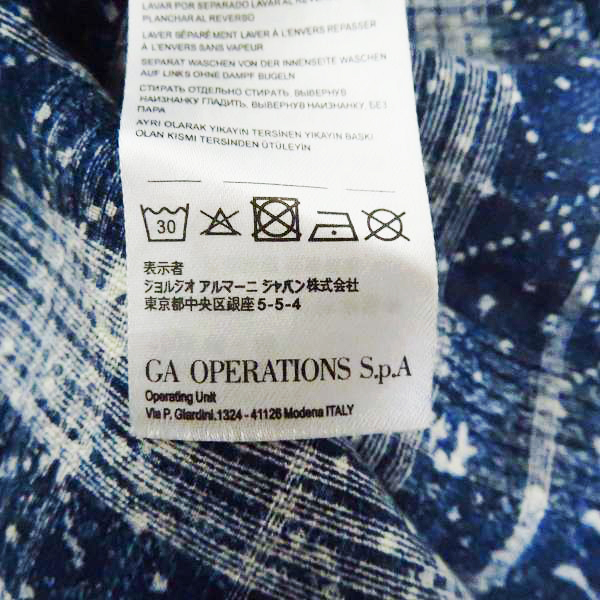 LAVAR POR SEPARADO LAVAR AL REVERSO
PLANCHAR AL REVERSO
LAVER SÉPARÉMENT LAVER À L'ENVERS REPASSER
À L'ENVERS SANS VAPEUR
SEPARAT WASCHEN VON DER INNENSEITE WASCHEN
AUF LINKS OHNE DAMPF BUGELN
СТИРАТЬ ОТДЕЛЬНО СТИРАТЬ, ВЫВЕРНУВ
НАИЗНАНКУ ГЛАДИТЬ, ВЫВЕРНУВ НАИЗНАНКУ, БЕЗ
ПАРА
AYRI OLARAK YIKAYIN TERSİNEN YIKAYIN BASKI
OLAN KISMI TERSINDEN ÜTÜLEYIN
30
表示者
ジョルジオ アルマーニ ジャパン株式会社
東京都中央区銀座5-5-4
GA OPERATIONS S.p.A
Operating Unit
Via P. Giardini.1324 - 41126 Modena ITALY